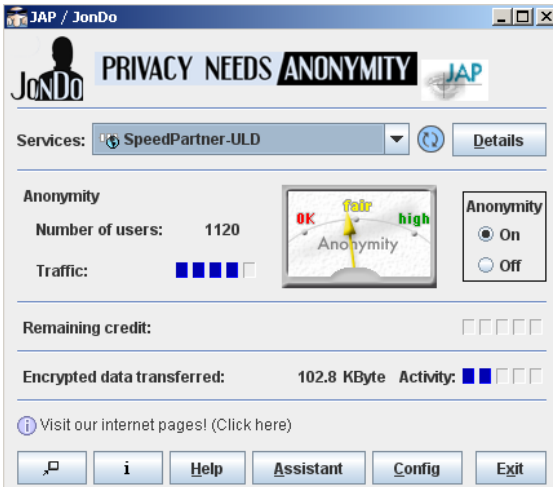 JAP / JonDo
JONDO PRIVACY NEEDS ANONYMITY JAP
Services: SpeedPartner-ULD Details
Anonymity
Number of users: 1120
Traffic:
OK fair high
Anonymity
Anonymity
On
Off
Remaining credit:
Encrypted data transferred: 102.8 KByte Activity:
Visit our internet pages! (Click here)
i Help Assistant Config Exit